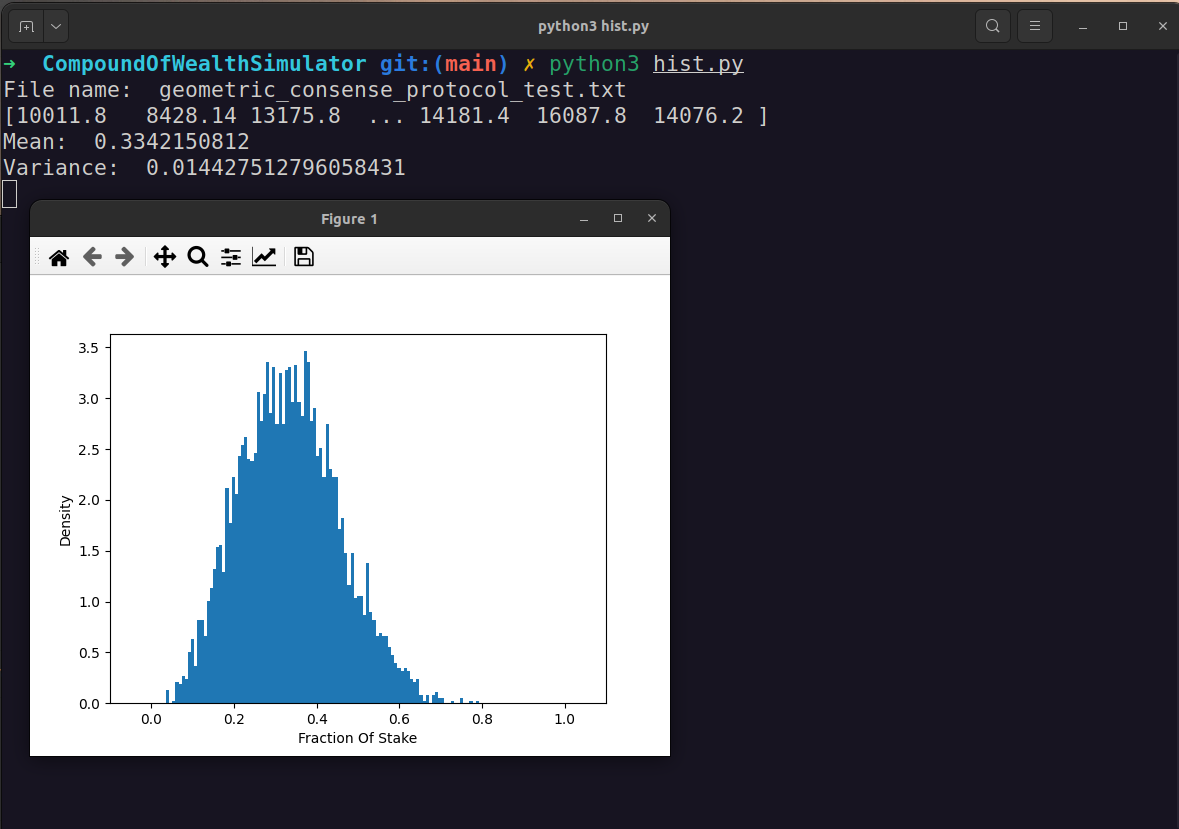 python3 hist.py
→ CompoundOfWealthSimulator git:(main) ✗ python3 hist.py
File name:  geometric_consense_protocol_test.txt
[10011.8   8428.14 13175.8  ... 14181.4  16087.8  14076.2 ]
Mean:  0.3342150812
Variance:  0.014427512796058431
Figure 1
3.5
3.0
2.5
2.0
1.5
1.0
0.5
0.0
Density
0.0 0.2 0.4 0.6 0.8 1.0
Fraction Of Stake